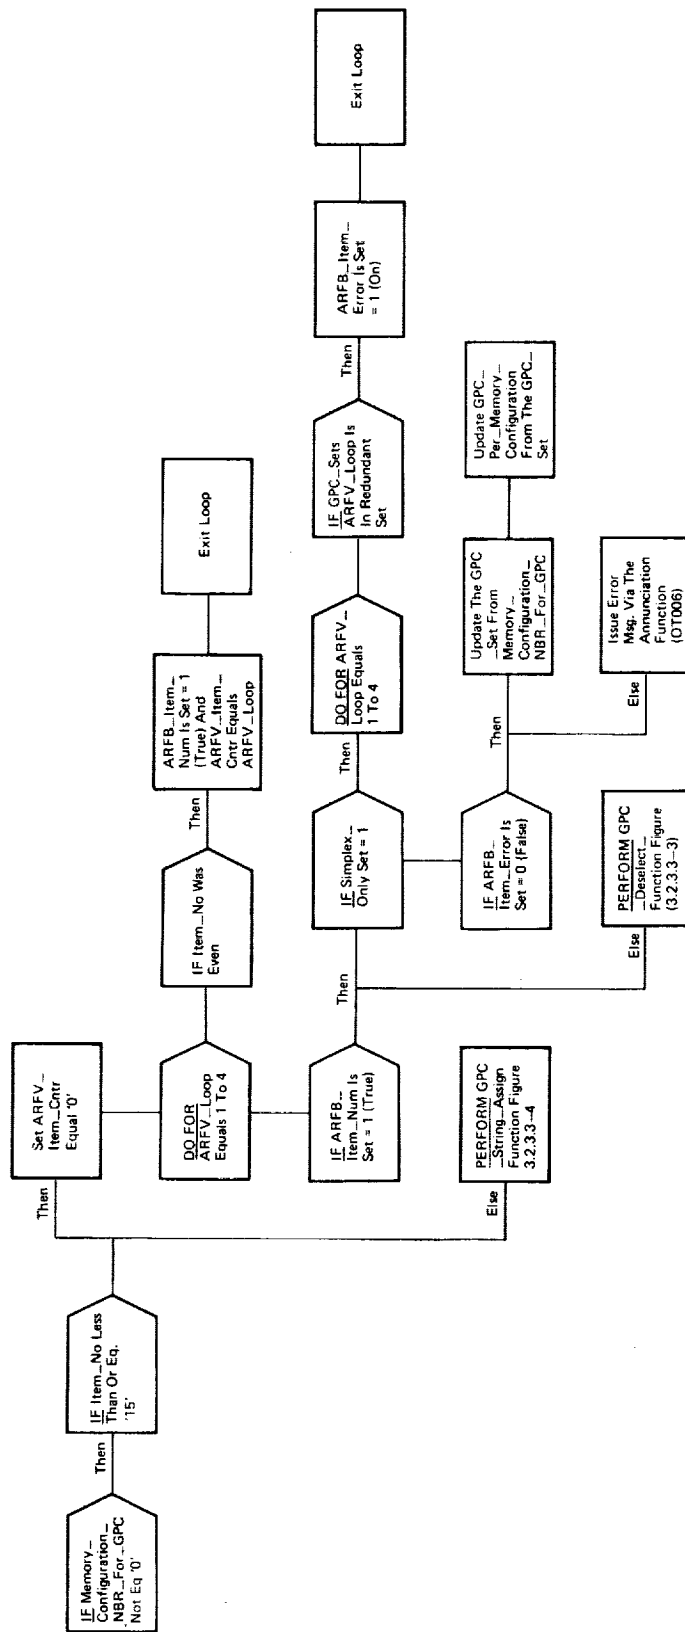 IF Memory_
Configuration_
NBR_For_GPC
Not Eq '0'
Then
IF Item_No Less
Than Or Eq.
'15'
Then
Set ARFV_
Item_Cntr
Equal '0'
DO FOR
ARFV_Loop
Equals 1 To 4
IF Item_No Was
Even
Then
ARFB_Item_
Num Is Set = 1
(True) And
ARFV_Item_
Cntr Equals
ARFV_Loop
Exit Loop
IF ARFB_
Item_Num Is
Set = 1 (True)
Then
IF Simplex_
Only Set = 1
Then
DO FOR ARFV_
Loop Equals
1 To 4
IF GPC_Sets
ARFV_Loop Is
In Redundant
Set
Then
ARFB_Item_
Error Is Set
= 1 (On)
Exit Loop
IF ARFB_
Item_Error Is
Set = 0 (False)
Then
Update The GPC
_Set From
Memory_
Configuration_
NBR_For_GPC
Update GPC_
Per_Memory_
Configuration
From The GPC_
Set
Else
Issue Error
Msg. Via The
Annunciation
Function
(OT006)
Else
PERFORM GPC
_Deselect_
Function Figure
(3.2.3.3-3)
Else
PERFORM GPC
_String_Assign
Function Figure
3.2.3.3-4